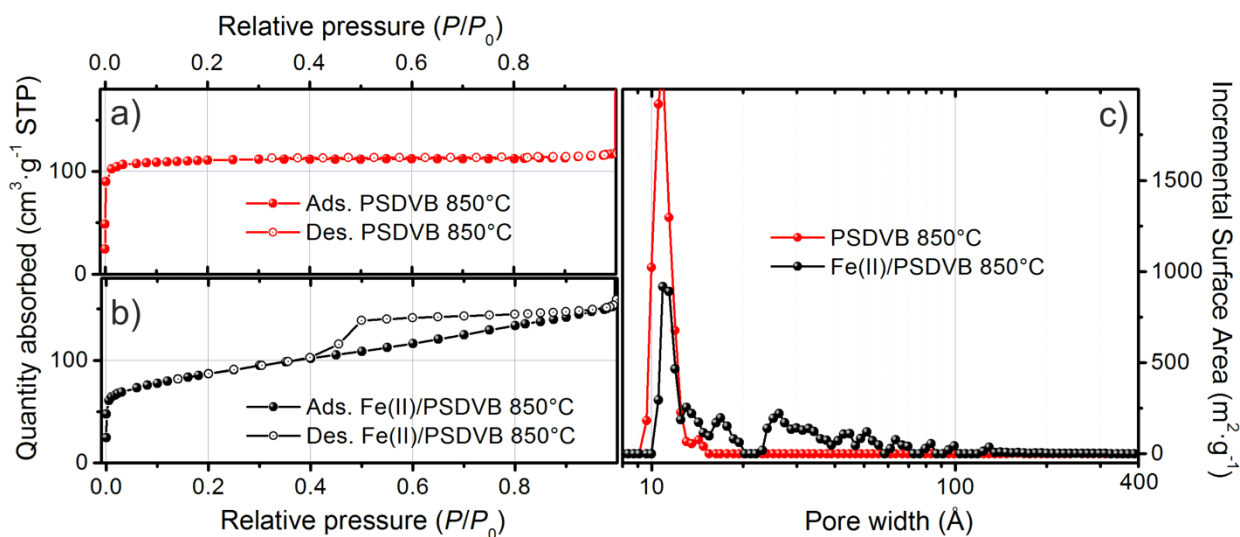 Relative pressure (P/P0)
0.0 0.2 0.4 0.6 0.8
a)
100
0
Ads. PSDVB 850°C
Des. PSDVB 850°C
b)
100
0
Ads. Fe(II)/PSDVB 850°C
Des. Fe(II)/PSDVB 850°C
0.0 0.2 0.4 0.6 0.8
Relative pressure (P/P0)
Quantity absorbed (cm3·g-1 STP)
c)
PSDVB 850°C
Fe(II)/PSDVB 850°C
1750
1000
500
250
0
10 100 400
Pore width (Å)
Incremental Surface Area (m2·g-1)